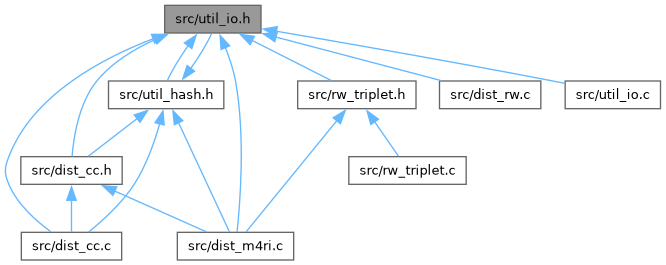 src/util_io.h
src/util_hash.h
src/rw_triplet.h
src/dist_rw.c
src/util_io.c
src/dist_cc.h
src/rw_triplet.c
src/dist_cc.c
src/dist_m4ri.c